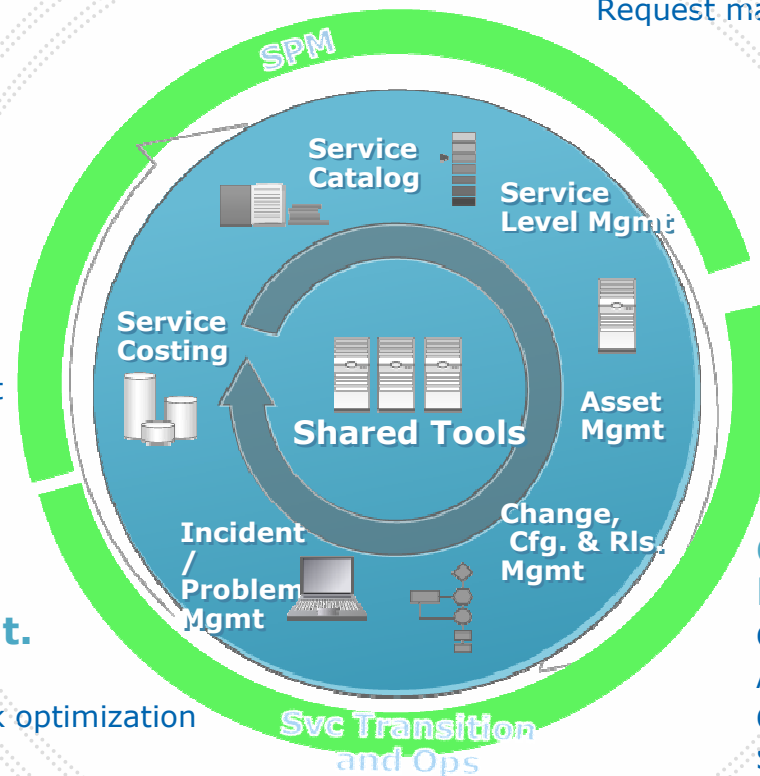 Request
SPM
Service
Catalog
Service
Level Mgmt
Service
Costing
Asset
Mgmt
Shared Tools
Change,
Cfg. & Rls.
Mgmt
Incident
/
Problem
Mgmt
optimization
Svc Transition
and Ops